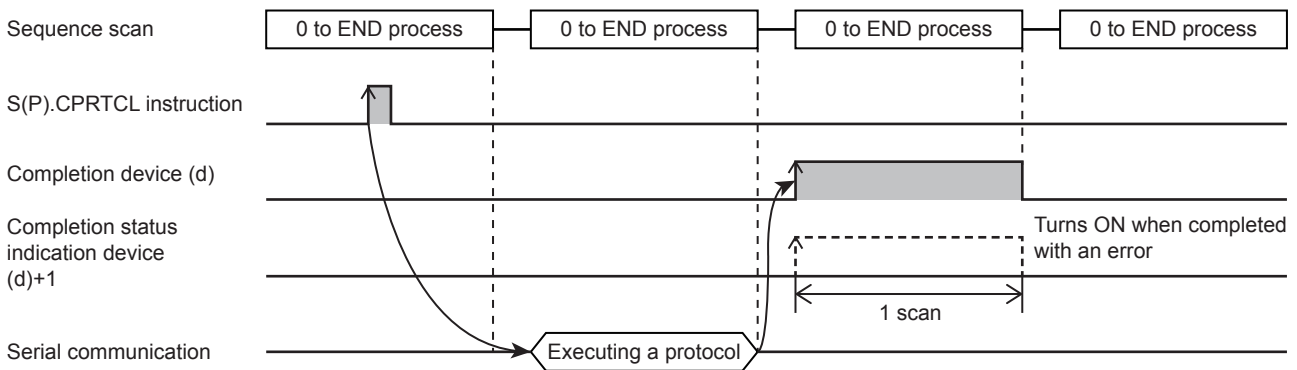 Sequence scan
0 to END process
0 to END process
0 to END process
0 to END process
S(P).CPRTCL instruction
Completion device (d)
Completion status
indication device
(d)+1
Turns ON when completed
with an error
1 scan
Serial communication
Executing a protocol